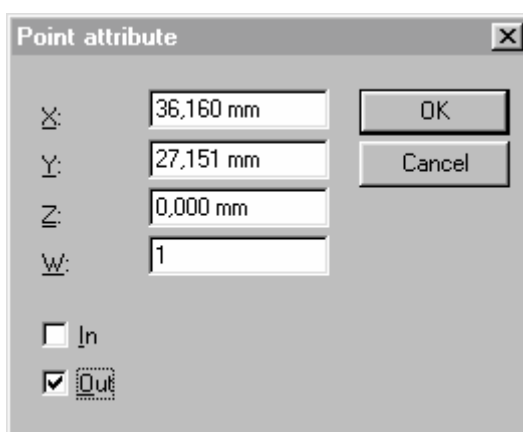 Point attribute
X: 36,160 mm OK
Y: 27,151 mm Cancel
Z: 0,000 mm
W: 1
In
Out